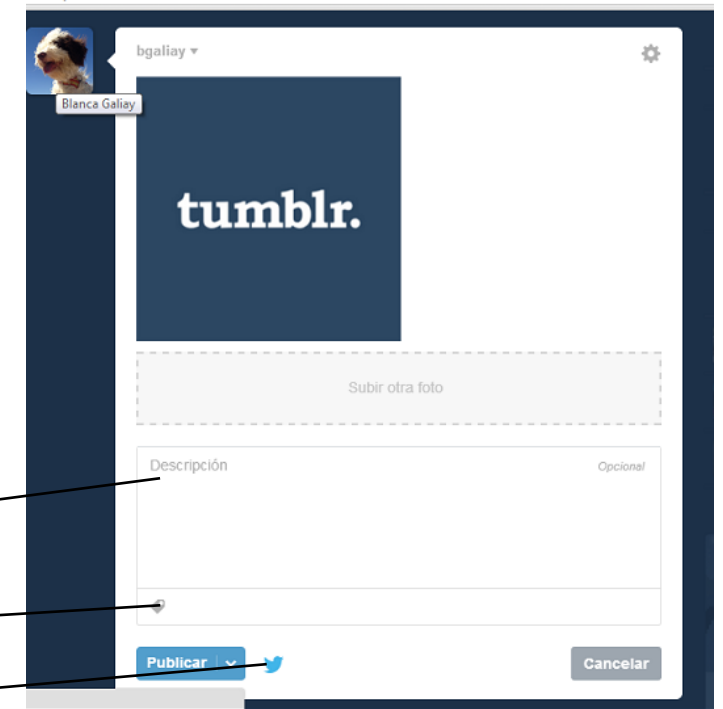 bgaliay
Blanca Galiay
tumblr.
Subir otra foto
Descripción
Opcional
Publicar
Cancelar